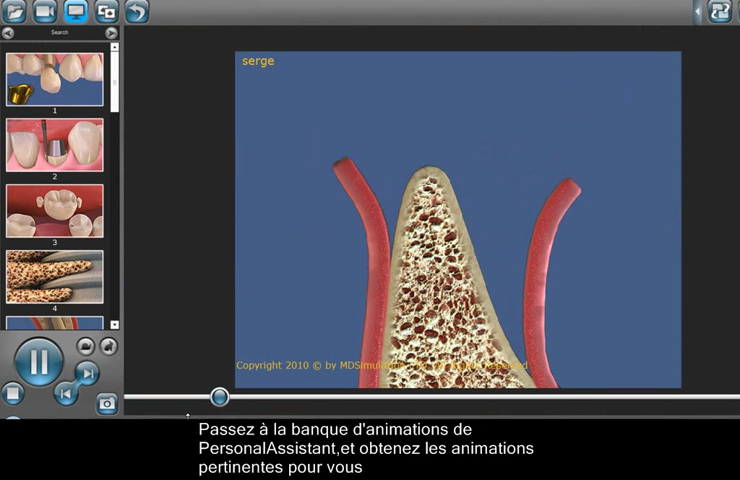 Search
serge
1
2
3
4
Copyright 2010 © by MDSimulation
Reserved
Passez à la banque d'animations de
PersonalAssistant,et obtenez les animations
pertinentes pour vous